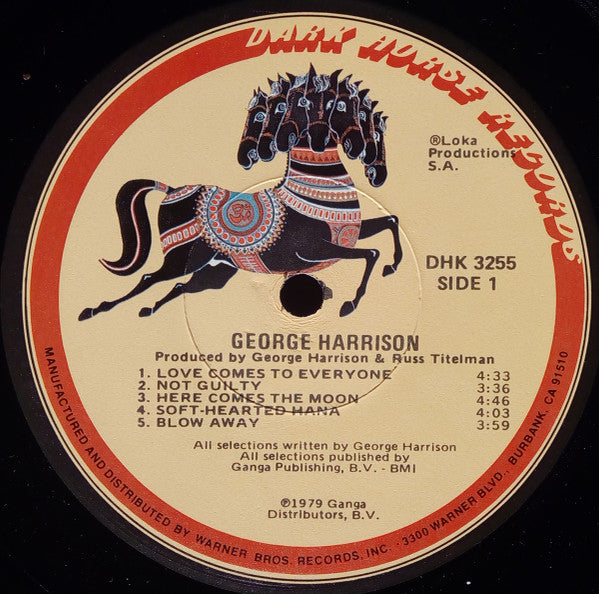 DARK HORSE RECORDS
®Loka
Productions
S.A.
DHK 3255
SIDE 1
GEORGE HARRISON
Produced by George Harrison & Russ Titelman
1. LOVE COMES TO EVERYONE 4:33
2. NOT GUILTY 3:36
3. HERE COMES THE MOON 4:46
4. SOFT-HEARTED HANA 4:03
5. BLOW AWAY 3:59
All selections written by George Harrison
All selections published by
Ganga Publishing, B.V. - BMI
℗1979 Ganga
Distributors, B.V.
MANUFACTURED AND DISTRIBUTED BY WARNER BROS. RECORDS, INC. - 3300 WARNER BLVD., BURBANK, CA 91510